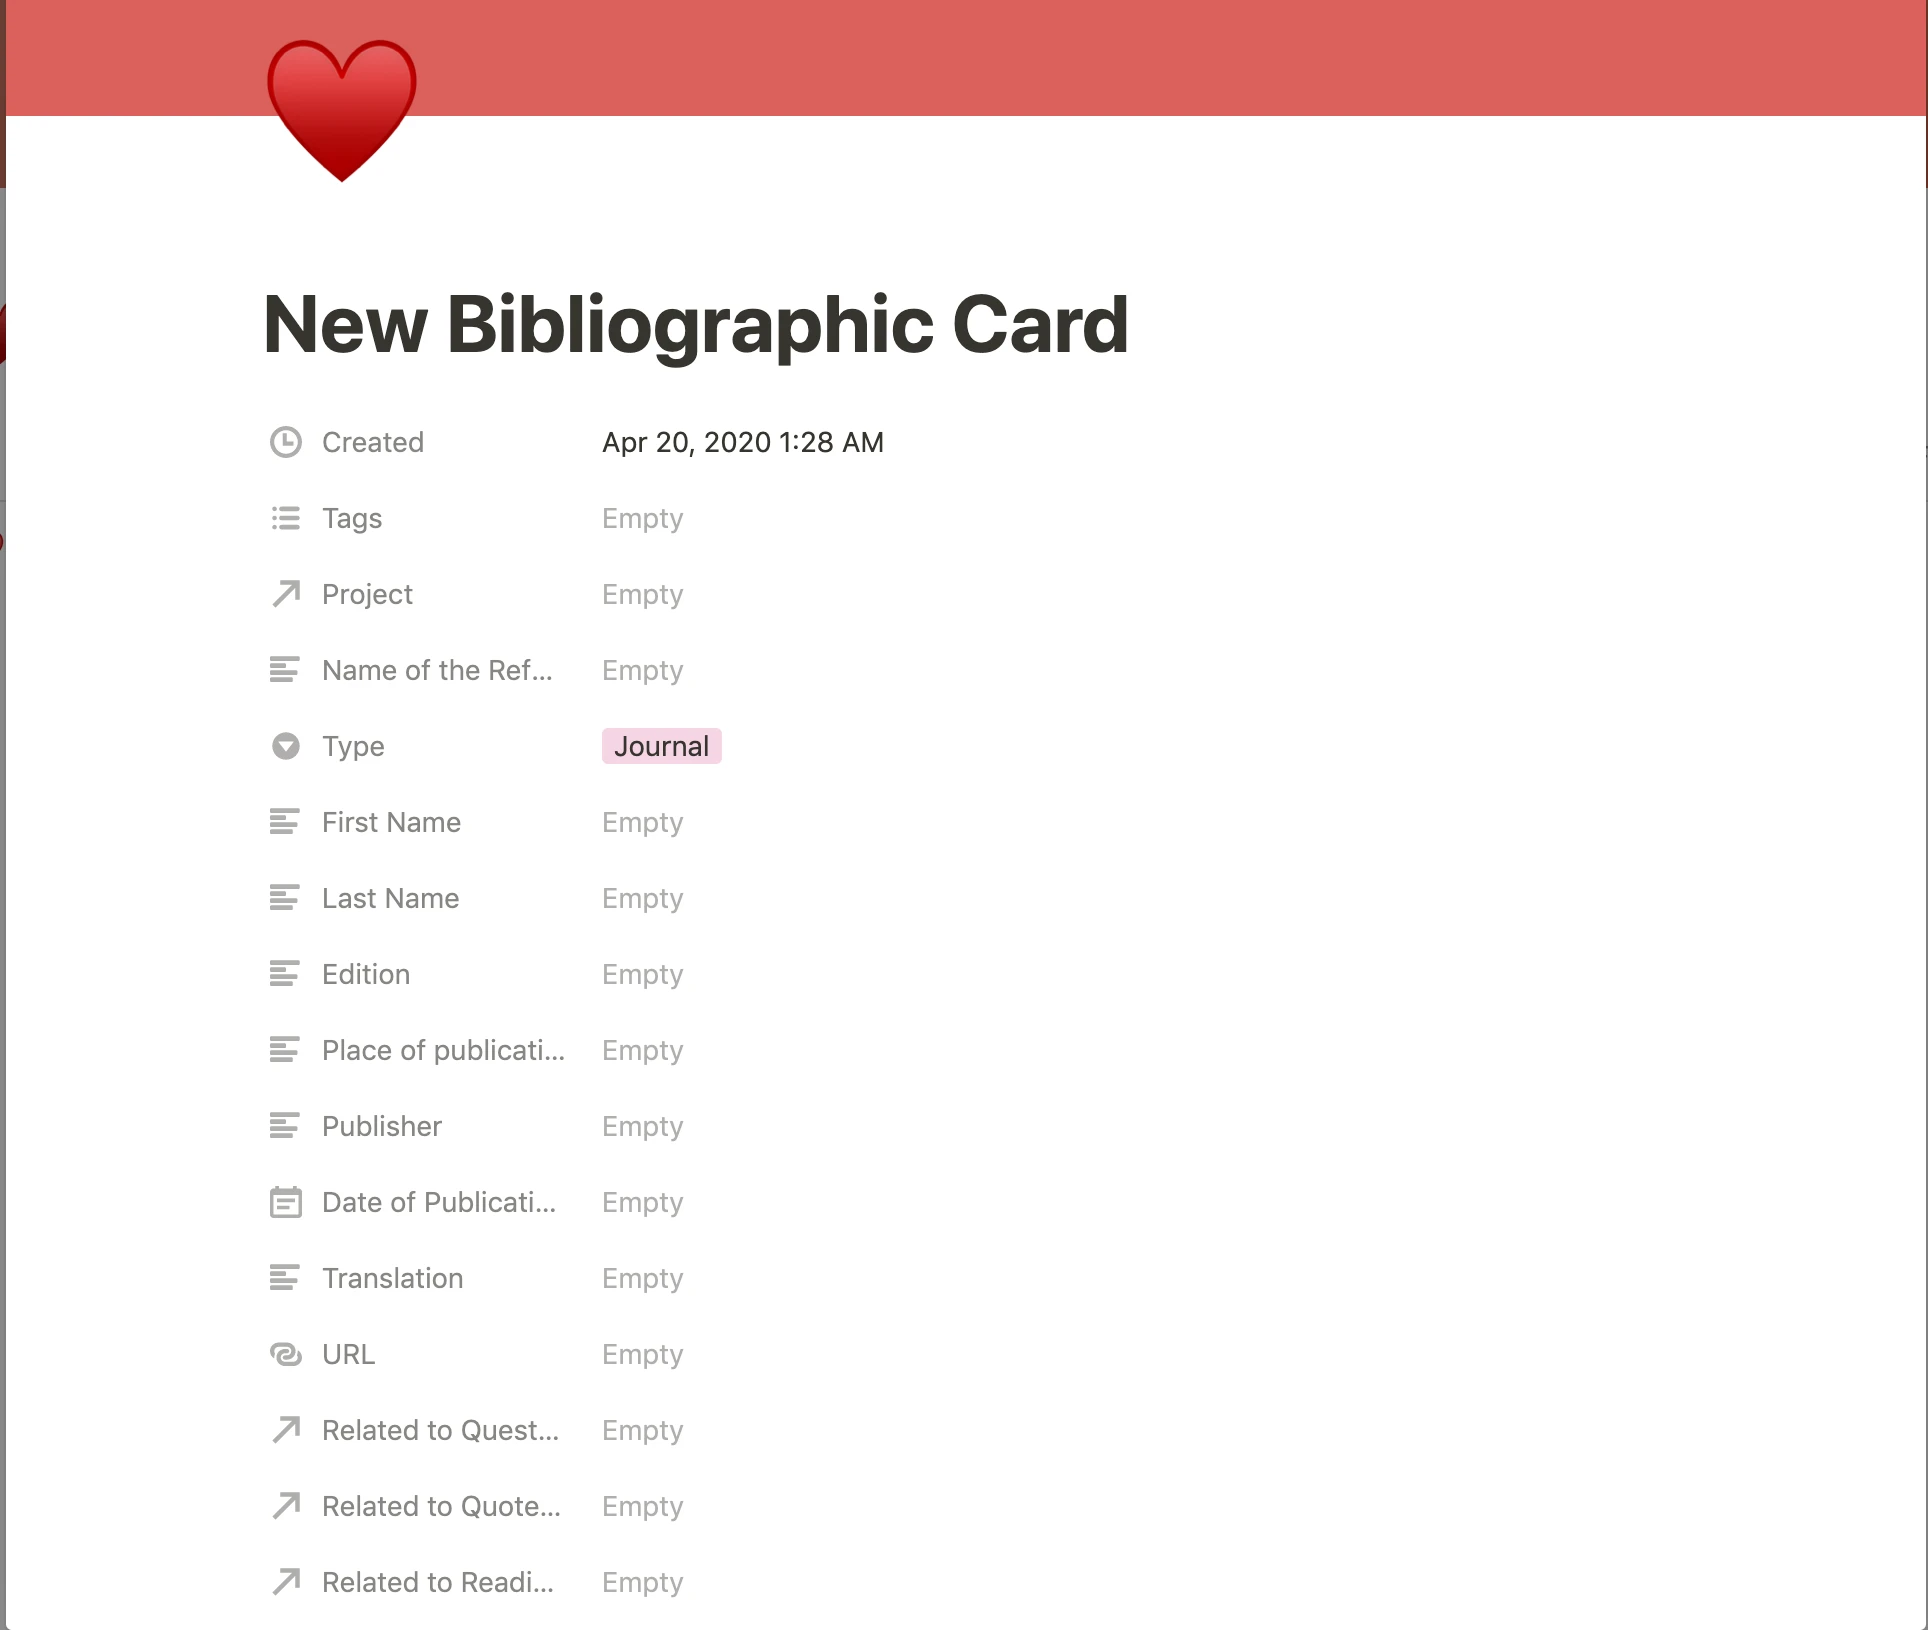 New Bibliographic Card
Created Apr 20, 2020 1:28 AM
Tags Empty
Project Empty
Name of the Ref... Empty
Type Journal
First Name Empty
Last Name Empty
Edition Empty
Place of publicati... Empty
Publisher Empty
Date of Publicati... Empty
Translation Empty
URL Empty
Related to Quest... Empty
Related to Quote... Empty
Related to Readi... Empty